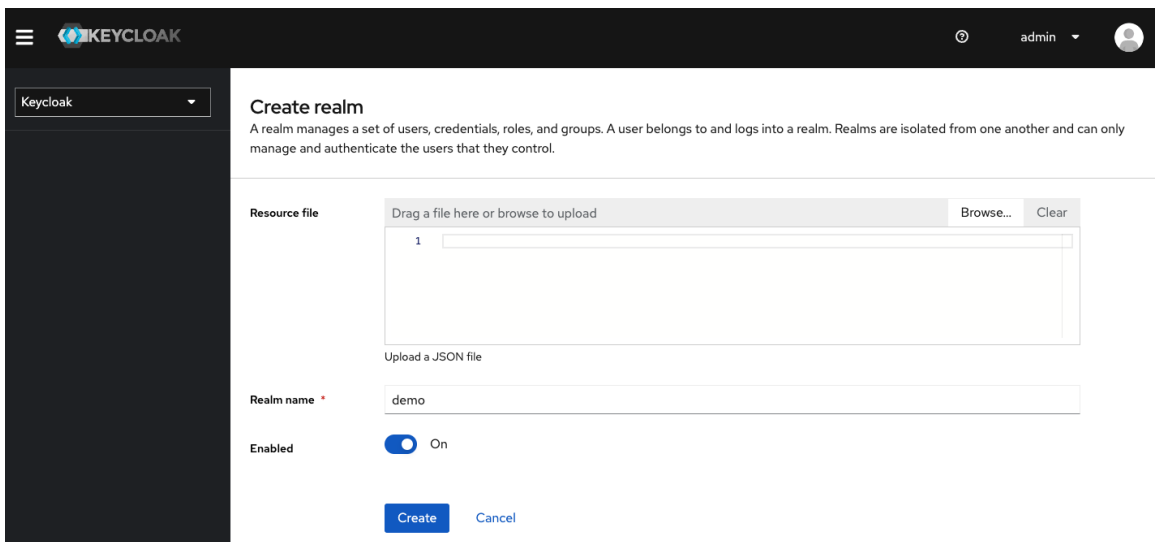 KEYCLOAK
admin
Keycloak
Create realm
A realm manages a set of users, credentials, roles, and groups. A user belongs to and logs into a realm. Realms are isolated from one another and can only
manage and authenticate the users that they control.
Resource file
Drag a file here or browse to upload
Browse...
Clear
1
Upload a JSON file
Realm name *
demo
Enabled
On
Create
Cancel